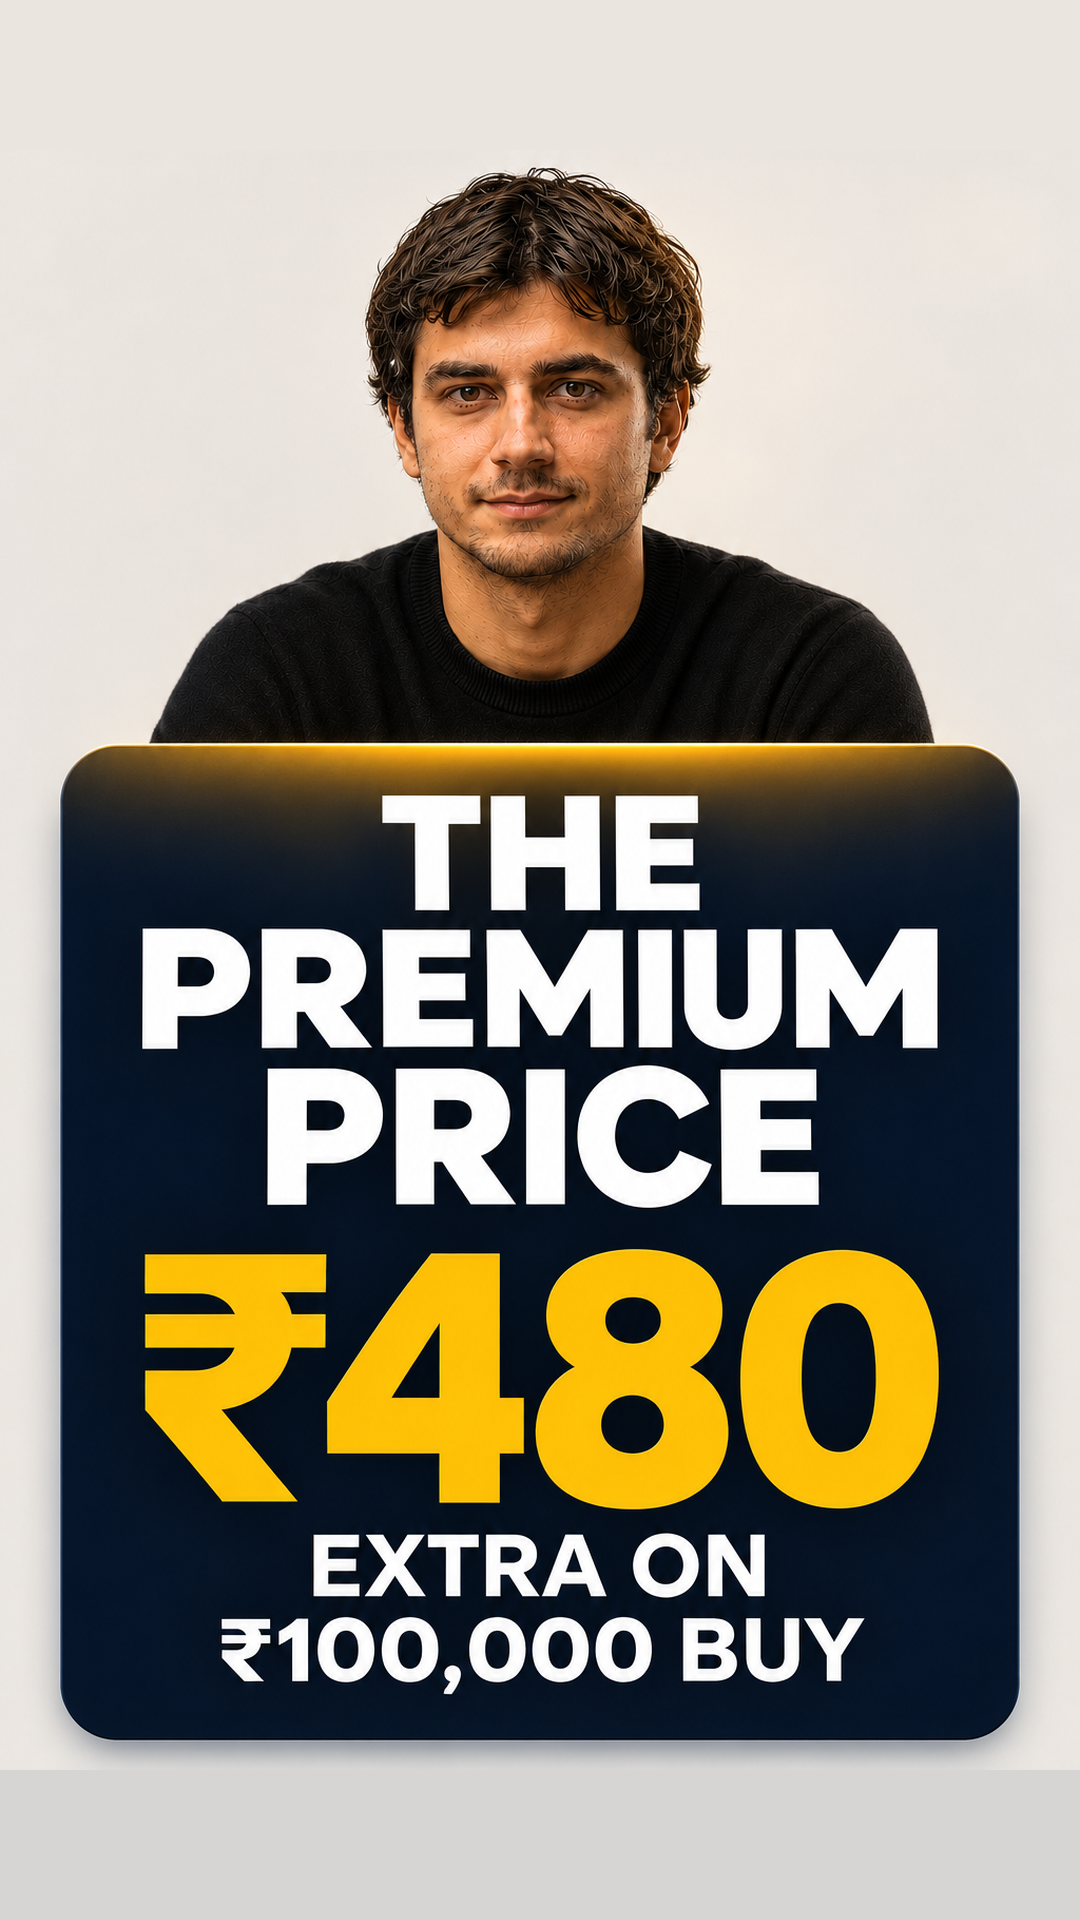 THE
PREMIUM
PRICE
₹480
EXTRA ON
₹100,000 BUY